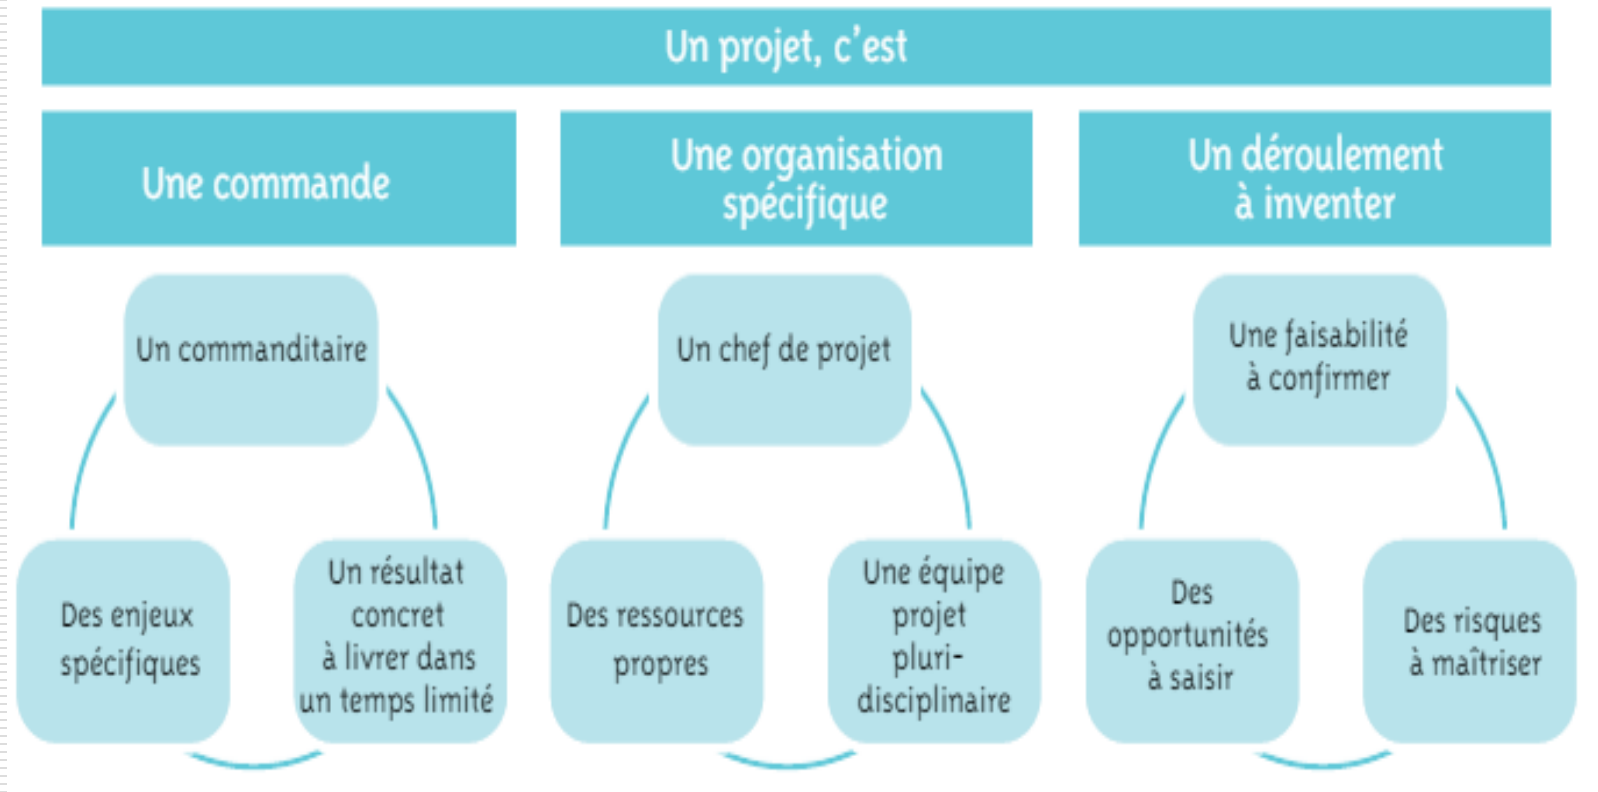 Un projet, c'est
Une commande
Une organisation
spécifique
Un déroulement
à inventer
Un commanditaire
Des enjeux
spécifiques
Un résultat
concret
à livrer dans
un temps limité
Un chef de projet
Des ressources
propres
Une équipe
projet
pluri-
disciplinaire
Une faisabilité
à confirmer
Des
opportunités
à saisir
Des risques
à maîtriser